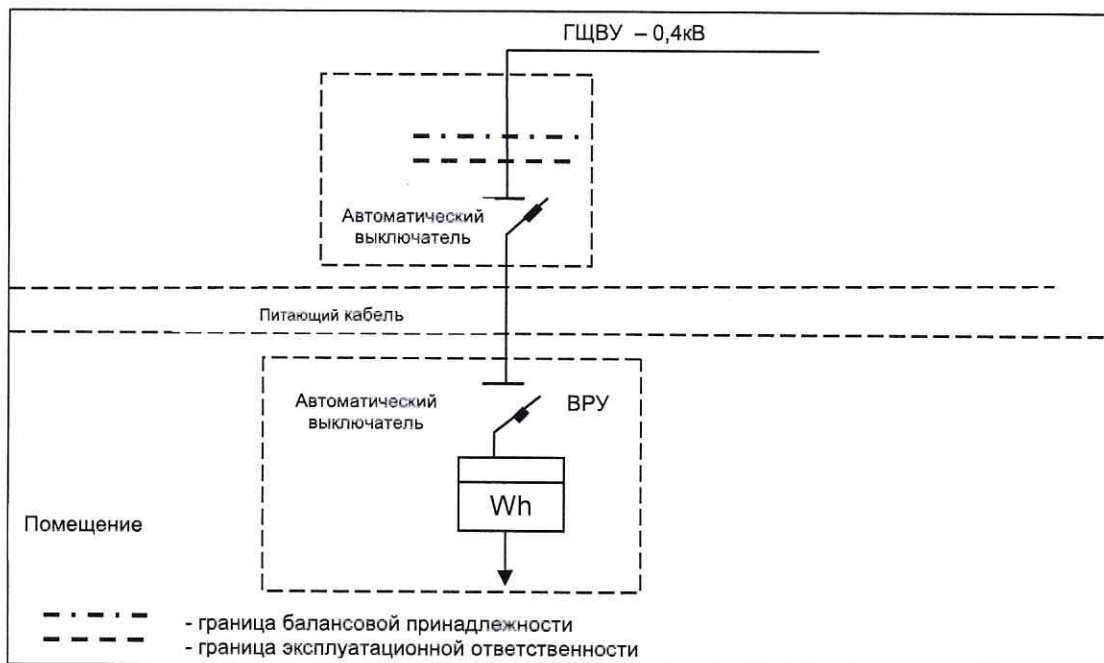 ГЩВУ – 0,4кВ
Автоматический
выключатель
Питающий кабель
Автоматический
выключатель
ВРУ
Wh
Помещение
- граница балансовой принадлежности
- граница эксплуатационной ответственности